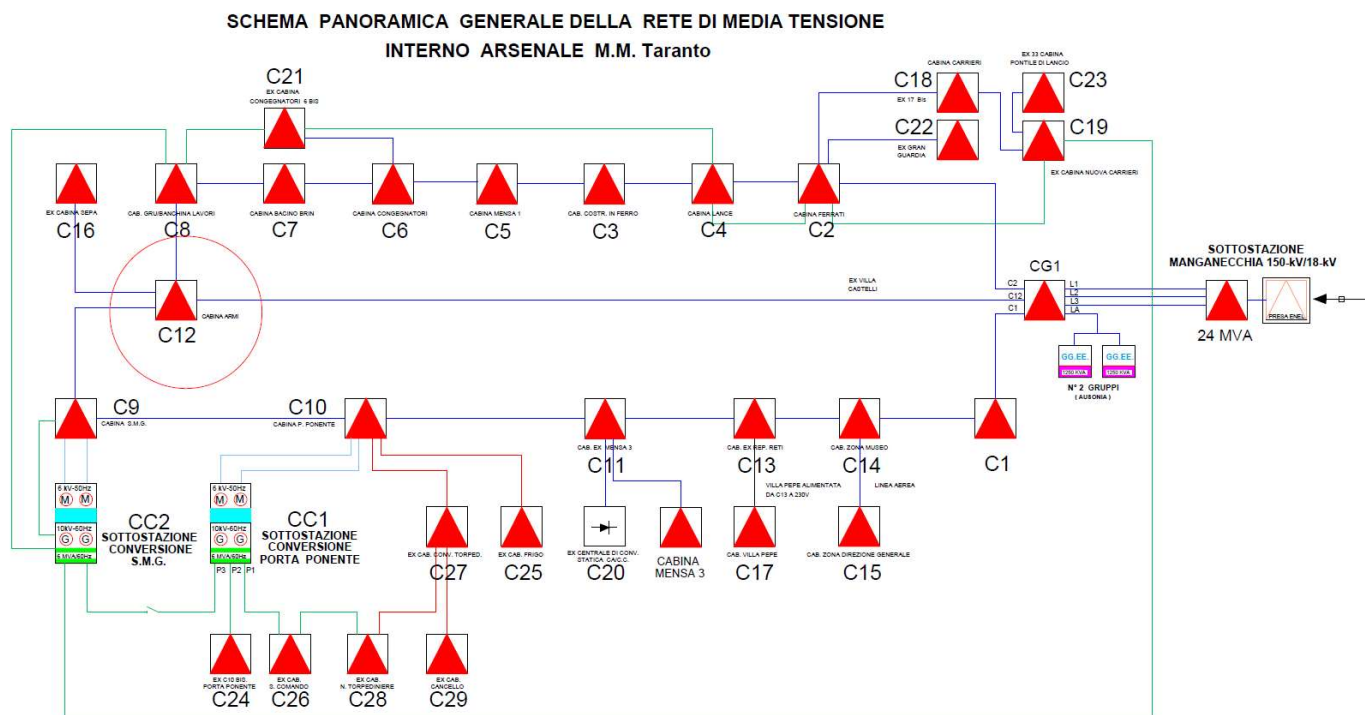 SCHEMA PANORAMICA GENERALE DELLA RETE DI MEDIA TENSIONE
INTERNO ARSENALE M.M. Taranto
C21
EX CABINA
CONGEGNATORI 6 BIS
CABINA CARRIERI
C18
EX 17 Bis
C22
EX GRAN
GUARDIA
EX 33 CABINA
PONTILE DI LANCIO
C23
C19
EX CABINA NUOVA CARRIERI
EX CABINA SEPA
C16
CAB. GRU/BANCHINA LAVORI
C8
CABINA BACINO BRIN
C7
CABINA CONGEGNATORI
C6
CABINA MENSA 1
C5
CAB. COSTR. IN FERRO
C3
CABINA LANCE
C4
CABINA FERRATI
C2
CABINA ARMI
C12
EX VILLA
CASTELLI
CG1
C2
C12
C1
L1
L2
L3
LA
SOTTOSTAZIONE
MANGANECCHIA 150-kV/18-kV
PRESA ENEL
24 MVA
GG.EE.
1250 KVA
GG.EE.
1250 KVA
N° 2 GRUPPI
( AUSONIA )
C9
CABINA S.M.G.
C10
CABINA P. PONENTE
CAB. EX MENSA 3
C11
CAB. EX REP. RETI
C13
CAB. ZONA MUSEO
C14
C1
VILLA PEPE ALIMENTATA
DA C13 A 230V
LINEA AEREA
6 kV-50Hz
M M
10kV-60Hz
G G
5 MVA/60Hz
CC2
SOTTOSTAZIONE
CONVERSIONE
S.M.G.
6 kV-50Hz
M M
10kV-60Hz
G G
5 MVA/60Hz
P3 P2 P1
CC1
SOTTOSTAZIONE
CONVERSIONE
PORTA PONENTE
EX CAB. CONV. TORPED.
C27
EX CAB. FRIGO
C25
EX CENTRALE DI CONV.
STATICA CA/C.C.
C20
CABINA
MENSA 3
CAB. VILLA PEPE
C17
CAB. ZONA DIREZIONE GENERALE
C15
EX C10 BIS.
PORTA PONENTE
C24
EX CAB.
S. COMANDO
C26
EX CAB.
N. TORPEDINIERE
C28
EX CAB.
CANCELLO
C29